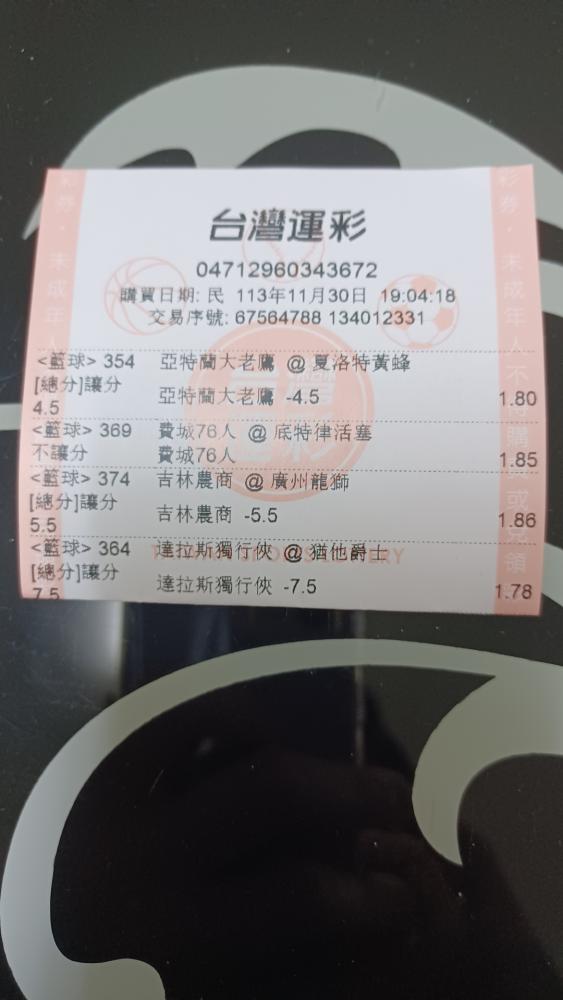 台灣運彩
04712960343672
購買日期: 民 113年11月30日 19:04:18
交易序號: 67564788 134012331
<籃球> 354 亞特蘭大老鷹 @ 夏洛特黃蜂
[總分]讓分 亞特蘭大老鷹 -4.5 1.80
4.5
<籃球> 369 費城76人 @ 底特律活塞
不讓分 費城76人 1.85
<籃球> 374 吉林農商 @ 廣州龍獅
[總分]讓分 吉林農商 -5.5 1.86
5.5
<籃球> 364 達拉斯獨行俠 @ 猶他爵士
[總分]讓分 達拉斯獨行俠 -7.5 1.78
7.5
彩券‧未成年人
彩券‧未成年人不得購買或兌領